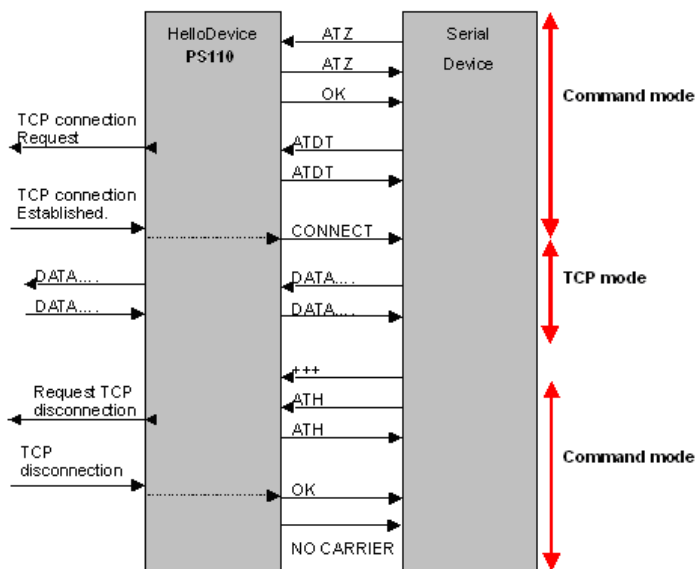 HelloDevice
PS110
Serial
Device
ATZ
ATZ
OK
Command mode
TCP connection
Request
ATDT
ATDT
TCP connection
Established.
CONNECT
DATA....
DATA....
DATA....
DATA....
TCP mode
+++
Request TCP
disconnection
ATH
ATH
TCP
disconnection
Command mode
OK
NO CARRIER